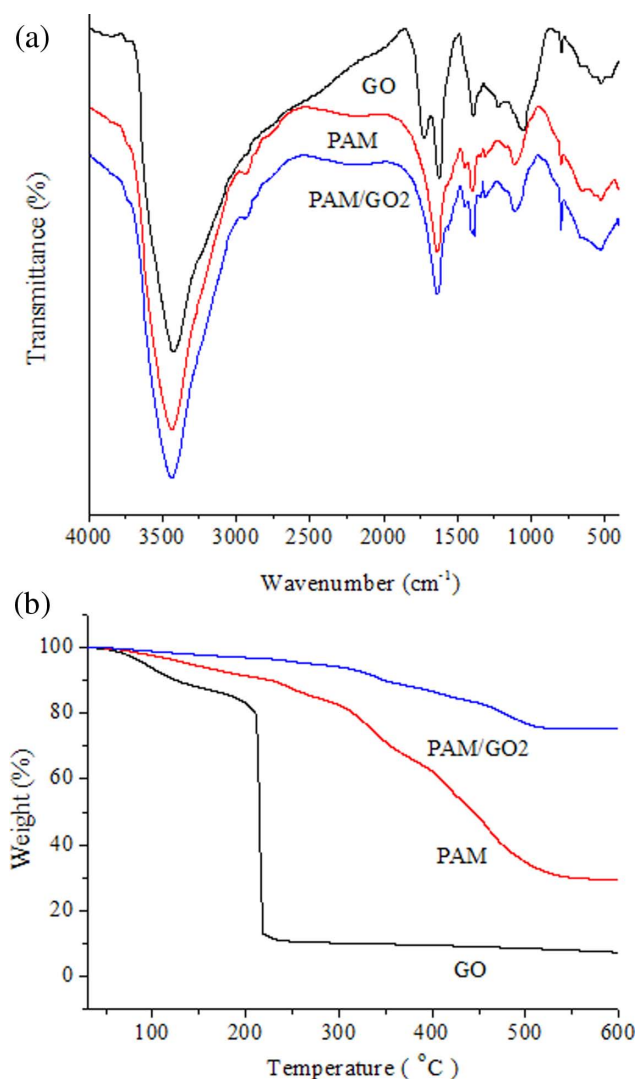 (a)
GO
PAM
PAM/GO2
Transmittance (%)
4000 3500 3000 2500 2000 1500 1000 500
Wavenumber (cm⁻¹)
(b)
100
80
60
40
20
0
PAM/GO2
PAM
GO
Weight (%)
100 200 300 400 500 600
Temperature ( °C)